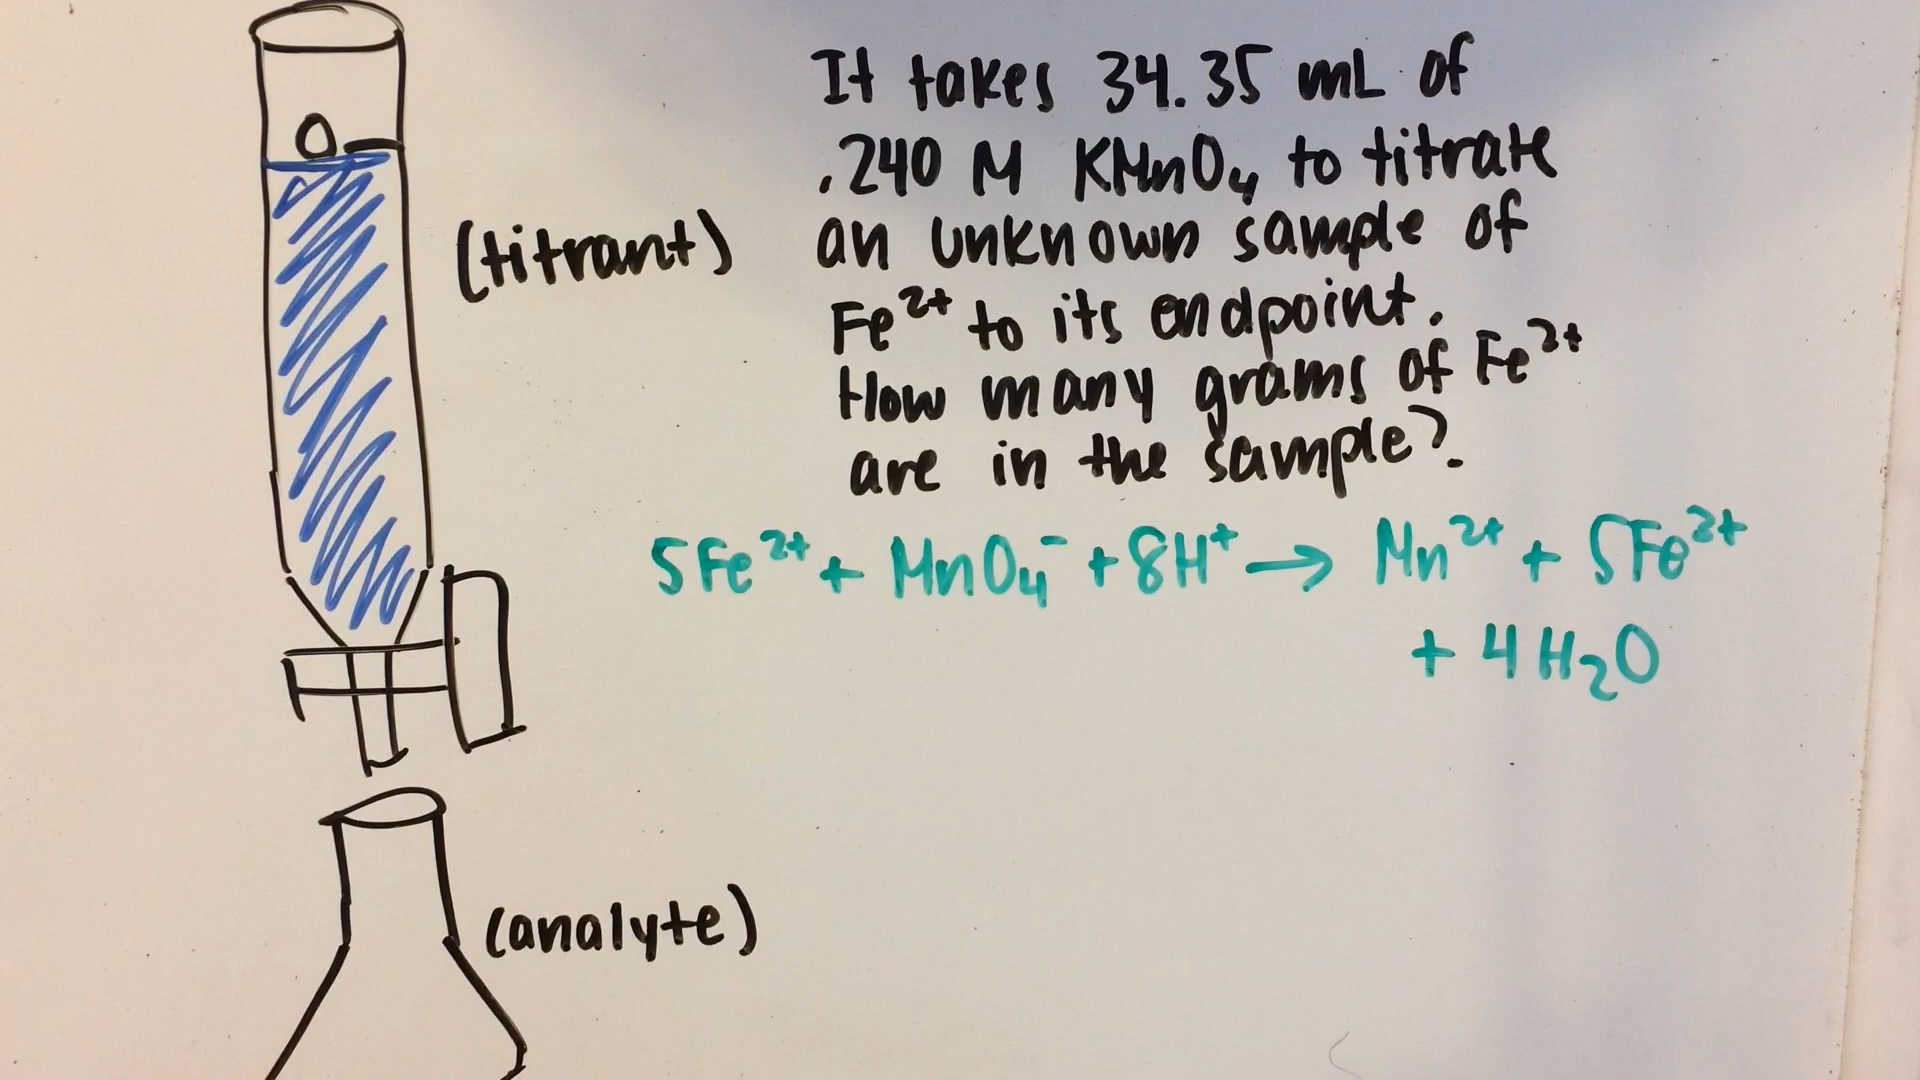 O
(titrant)
It takes 34.35 mL of
.240 M KMnO₄ to titrate
an unknown sample of
Fe²⁺ to its endpoint.
How many grams of Fe²⁺
are in the sample?
5Fe²⁺ + MnO₄⁻ + 8H⁺ → Mn²⁺ + 5Fe³⁺
+ 4H₂O
(analyte)